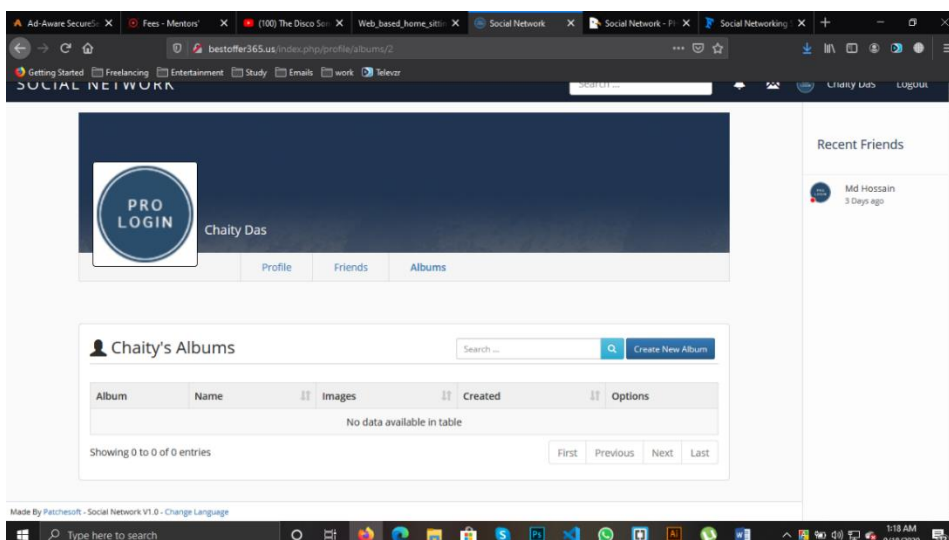 Ad-Aware SecureSe
Fees - Mentors'
(100) The Disco Son
Web_based_home_sittin
Social Network
Social Network - P
Social Networking
bestoffer365.us/index.php/profile/albums/2
Getting Started Freelancing Entertainment Study Emails work Televzr
SOCIAL NETWORK
Search ...
Chaity Das Logout
PRO
LOGIN
Chaity Das
Profile Friends Albums
Recent Friends
Md Hossain
3 Days ago
Chaity's Albums
Search ...
Create New Album
Album Name Images Created Options
No data available in table
Showing 0 to 0 of 0 entries
First Previous Next Last
Made By Patchesoft - Social Network V1.0 - Change Language
Type here to search
1:18 AM